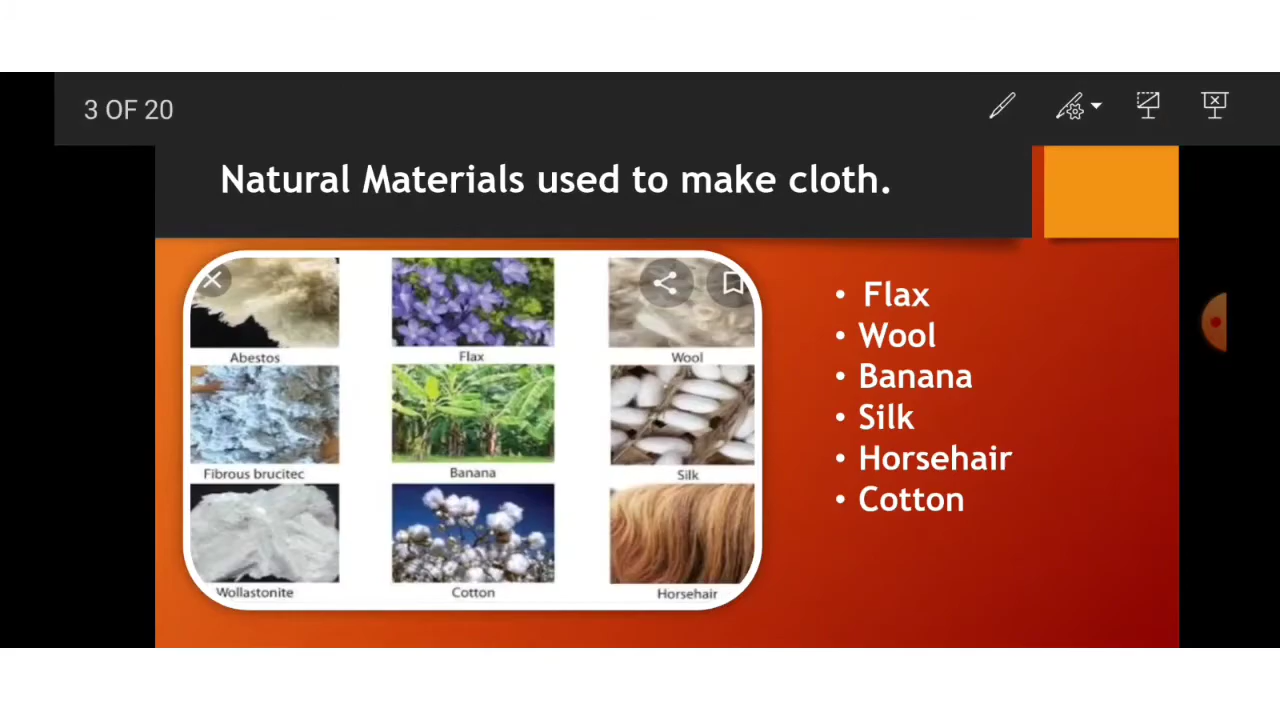 3 OF 20
Natural Materials used to make cloth.
Abestos
Flax
Wool
Fibrous brucitec
Banana
Silk
Wollastonite
Cotton
Horsehair
• Flax
• Wool
• Banana
• Silk
• Horsehair
• Cotton